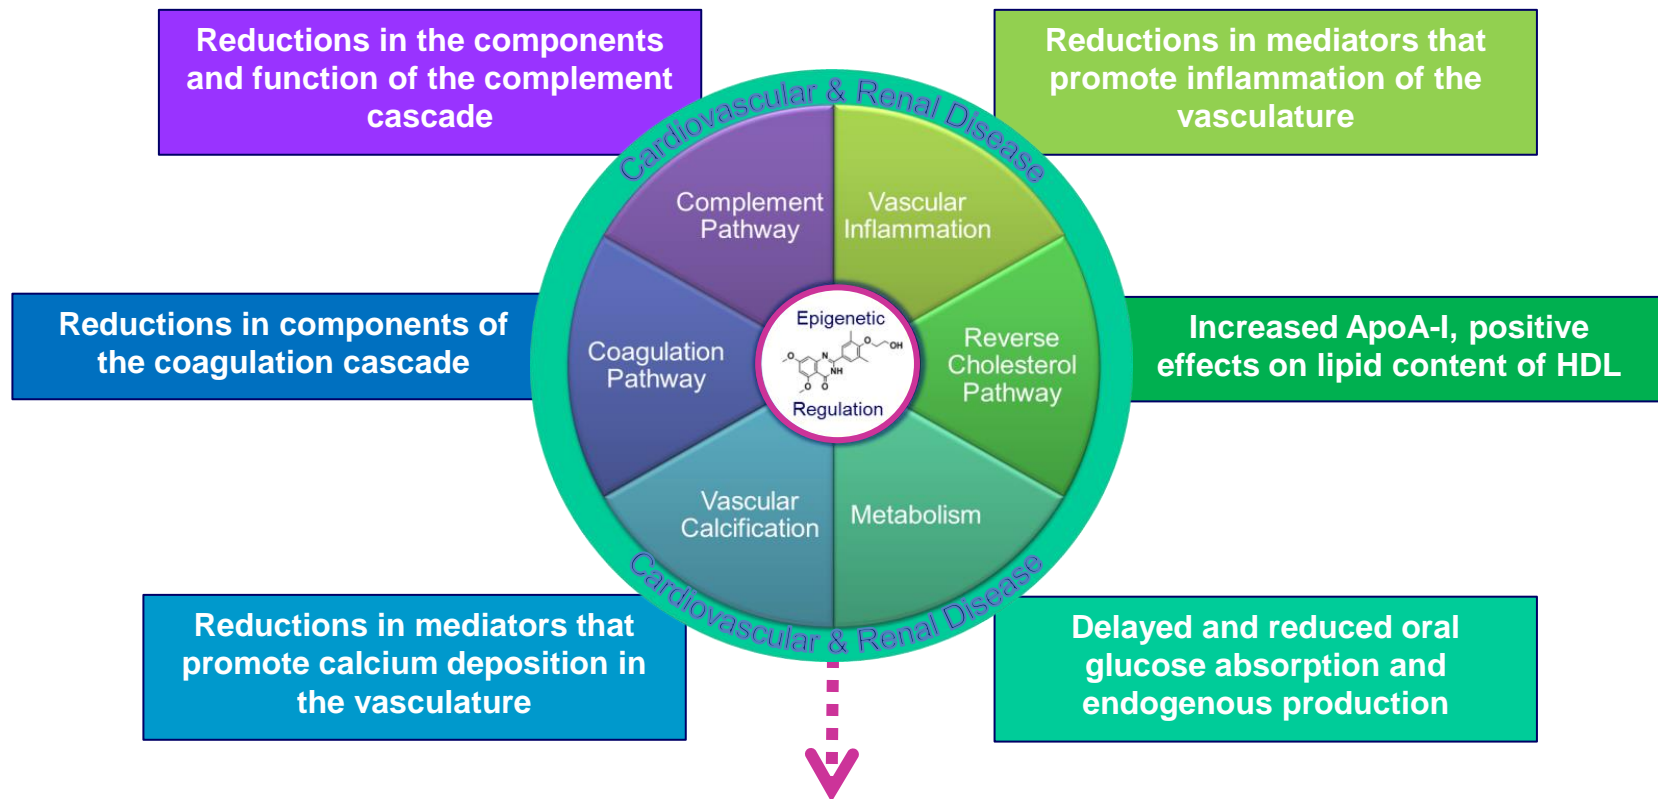 Reductions in the components
and function of the complement
cascade
Reductions in mediators that
promote inflammation of the
vasculature
Cardiovascular & Renal Disease
Complement
Pathway
Vascular
Inflammation
Reductions in components of
the coagulation cascade
Coagulation
Pathway
Epigenetic
O
N
O
OH
NH
O
O
Regulation
Reverse
Cholesterol
Pathway
Increased ApoA-I, positive
effects on lipid content of HDL
Vascular
Calcification
Metabolism
Cardiovascular & Renal Disease
Reductions in mediators that
promote calcium deposition in
the vasculature
Delayed and reduced oral
glucose absorption and
endogenous production